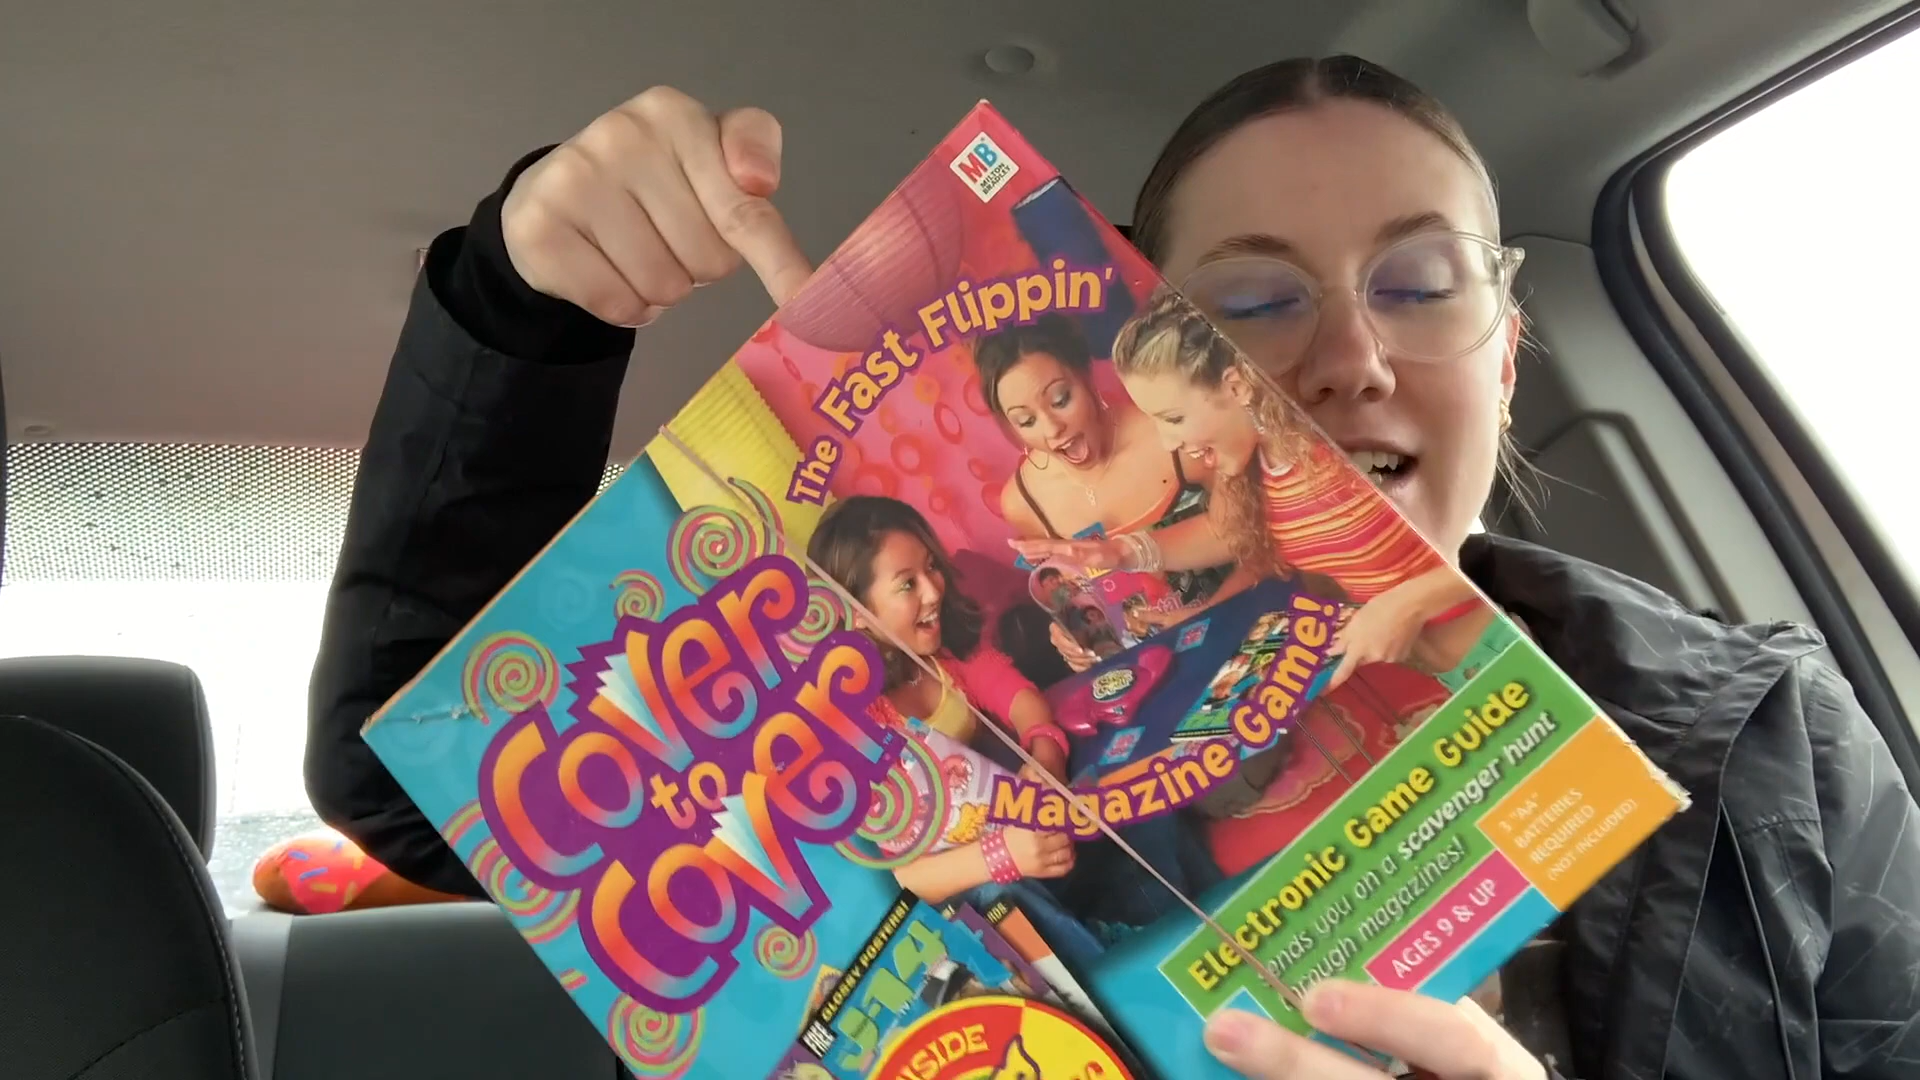 MB
MILTON
BRADLEY
The Fast Flippin'
Magazine Game!
Cover
to
Cover
Electronic Game Guide
sends you on a scavenger hunt
through magazines!
AGES 9 & UP
3 "AA"
BATTERIES
REQUIRED
(NOT INCLUDED)
FREE GLOSSY POSTERS!
J-14
INSIDE